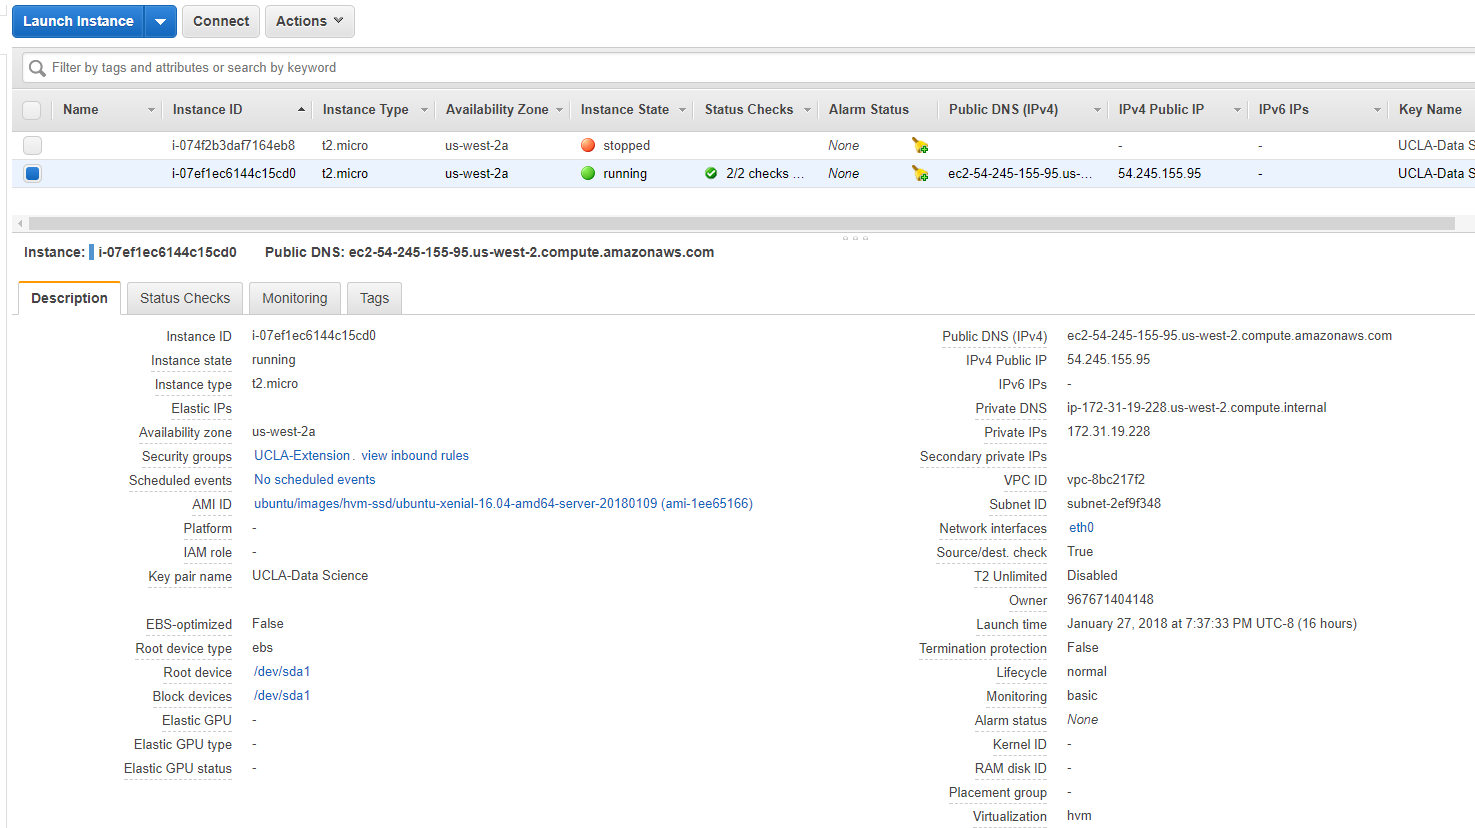 Launch Instance Connect Actions
Filter by tags and attributes or search by keyword
Name Instance ID Instance Type Availability Zone Instance State Status Checks Alarm Status Public DNS (IPv4) IPv4 Public IP IPv6 IPs Key Name
i-074f2b3daf7164eb8 t2.micro us-west-2a stopped None - - UCLA-Data S
i-07ef1ec6144c15cd0 t2.micro us-west-2a running 2/2 checks ... None ec2-54-245-155-95.us-... 54.245.155.95 - UCLA-Data S
Instance: i-07ef1ec6144c15cd0 Public DNS: ec2-54-245-155-95.us-west-2.compute.amazonaws.com
Description Status Checks Monitoring Tags
Instance ID i-07ef1ec6144c15cd0
Instance state running
Instance type t2.micro
Elastic IPs
Availability zone us-west-2a
Security groups UCLA-Extension . view inbound rules
Scheduled events No scheduled events
AMI ID ubuntu/images/hvm-ssd/ubuntu-xenial-16.04-amd64-server-20180109 (ami-1ee65166)
Platform -
IAM role -
Key pair name UCLA-Data Science
EBS-optimized False
Root device type ebs
Root device /dev/sda1
Block devices /dev/sda1
Elastic GPU -
Elastic GPU type -
Elastic GPU status -
Public DNS (IPv4) ec2-54-245-155-95.us-west-2.compute.amazonaws.com
IPv4 Public IP 54.245.155.95
IPv6 IPs -
Private DNS ip-172-31-19-228.us-west-2.compute.internal
Private IPs 172.31.19.228
Secondary private IPs
VPC ID vpc-8bc217f2
Subnet ID subnet-2ef9f348
Network interfaces eth0
Source/dest. check True
T2 Unlimited Disabled
Owner 967671404148
Launch time January 27, 2018 at 7:37:33 PM UTC-8 (16 hours)
Termination protection False
Lifecycle normal
Monitoring basic
Alarm status None
Kernel ID -
RAM disk ID -
Placement group -
Virtualization hvm